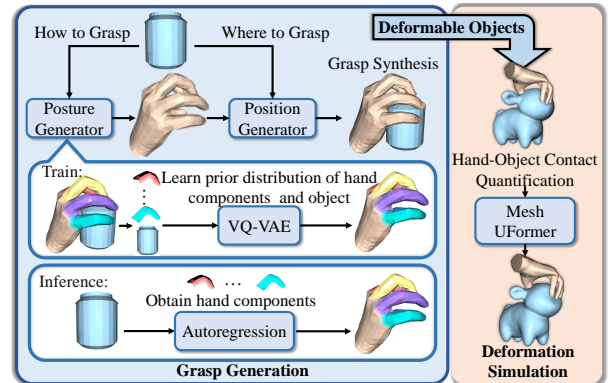 How to Grasp
Where to Grasp
Deformable Objects
Grasp Synthesis
Posture
Generator
Position
Generator
Hand-Object Contact
Quantification
Train:
Learn prior distribution of hand
components and object
VQ-VAE
Mesh
UFormer
Inference:
Obtain hand components
Autoregression
Grasp Generation
Deformation
Simulation